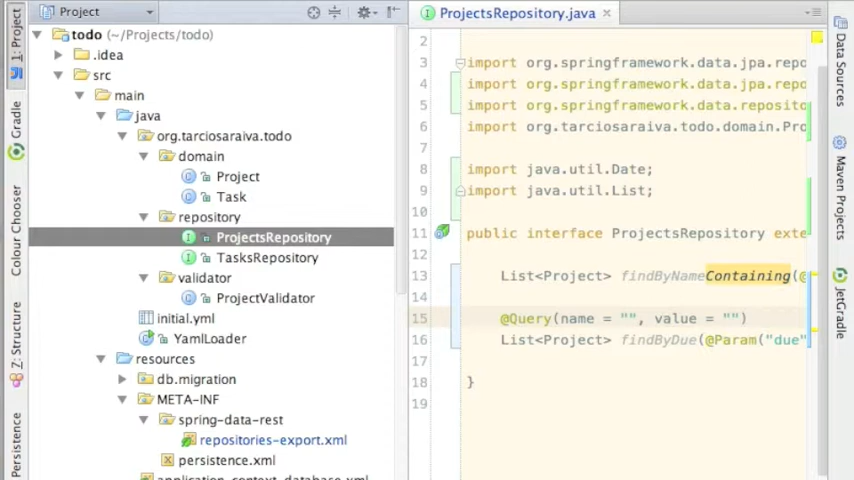 1: Project
Gradle
Colour Chooser
Z: Structure
Persistence
Project
todo (~/Projects/todo)
.idea
src
main
java
org.tarciosaraiva.todo
domain
Project
Task
repository
ProjectsRepository
TasksRepository
validator
ProjectValidator
initial.yml
YamlLoader
resources
db.migration
META-INF
spring-data-rest
repositories-export.xml
persistence.xml
application_context_database.xml
ProjectsRepository.java
2
3 import org.springframework.data.jpa.repo
4 import org.springframework.data.jpa.repo
5 import org.springframework.data.reposito
6 import org.tarciosaraiva.todo.domain.Pro
7
8 import java.util.Date;
9 import java.util.List;
10
11 public interface ProjectsRepository exte
12
13 List<Project> findByNameContaining(@
14
15 @Query(name = "", value = "")
16 List<Project> findByDue(@Param("due"
17
18 }
19
Data Sources
Maven Projects
JetGradle